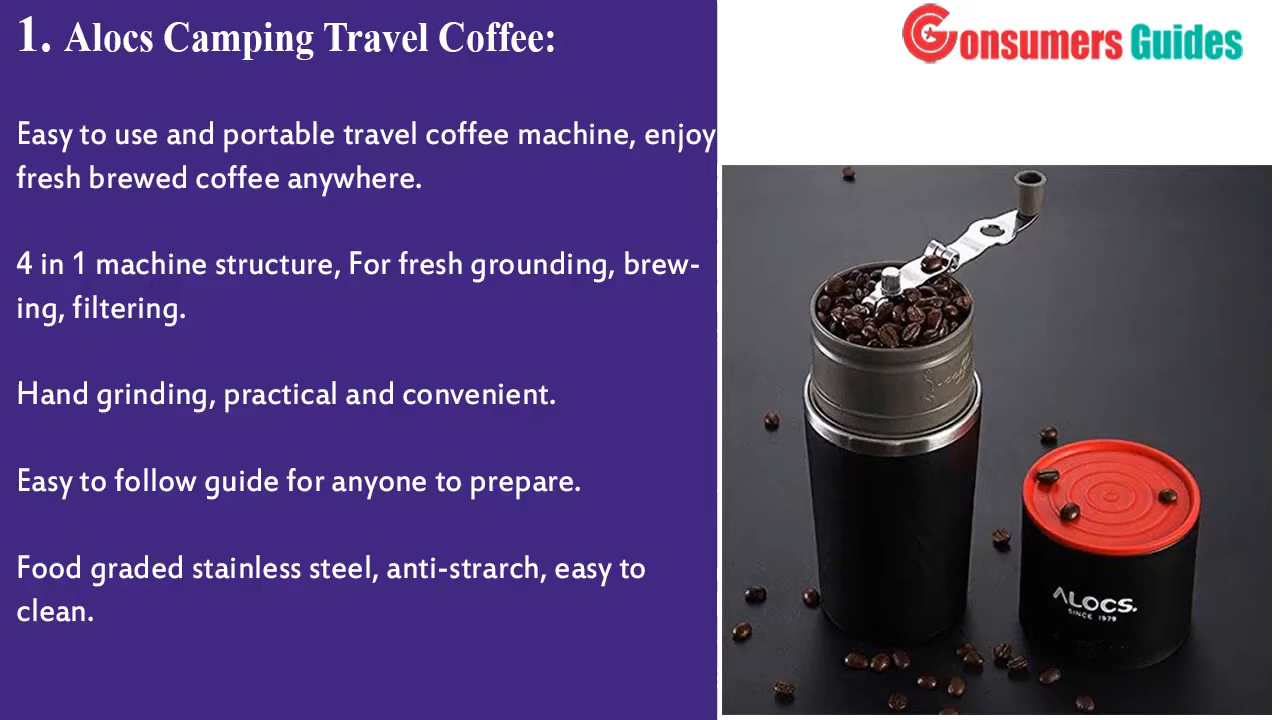 1. Alocs Camping Travel Coffee:
Consumers Guides
Easy to use and portable travel coffee machine, enjoy
fresh brewed coffee anywhere.
4 in 1 machine structure, For fresh grounding, brew-
ing, filtering.
Hand grinding, practical and convenient.
Easy to follow guide for anyone to prepare.
Food graded stainless steel, anti-strarch, easy to
clean.
ALOCS.
SINCE 1979